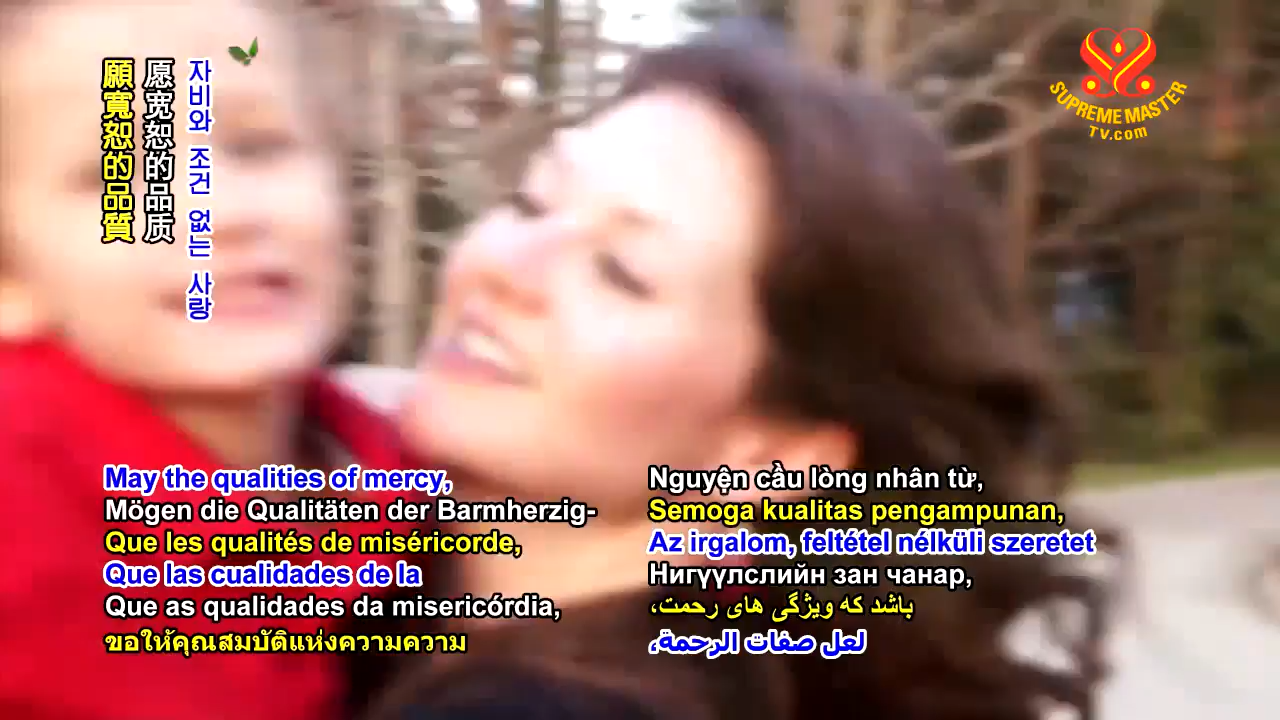 願寬恕的品質
愿宽恕的品质
자비와 조건 없는 사랑
SUPREME MASTER
TV.com
May the qualities of mercy,
Mögen die Qualitäten der Barmherzig-
Que les qualités de miséricorde,
Que las cualidades de la
Que as qualidades da misericórdia,
ขอให้คุณสมบัติแห่งความความ
Nguyện cầu lòng nhân từ,
Semoga kualitas pengampunan,
Az irgalom, feltétel nélküli szeretet
Нигүүлслийн зан чанар,
باشد که ویژگی های رحمت،
لعل صفات الرحمة،